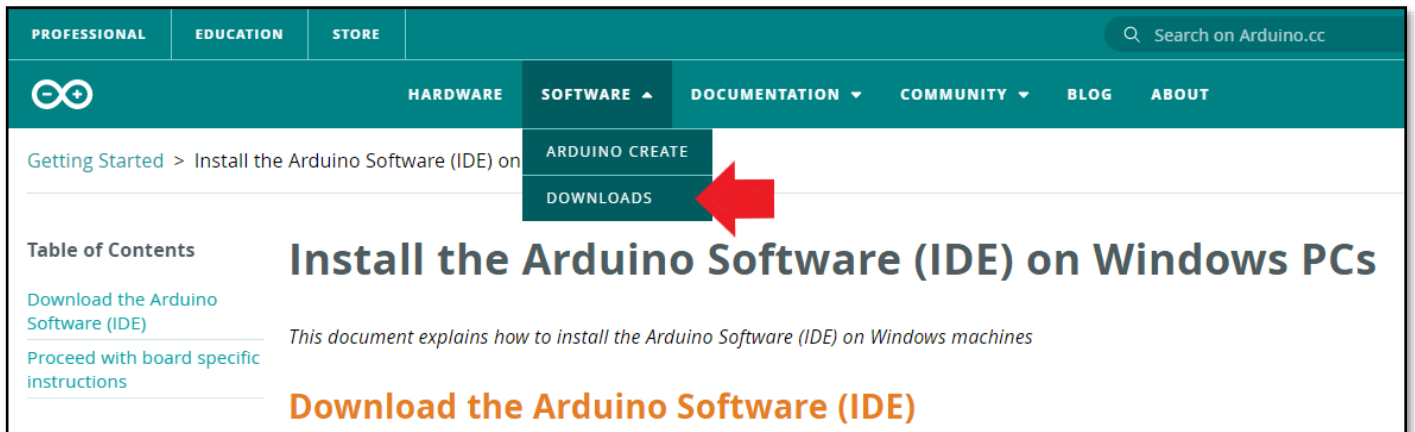 PROFESSIONAL EDUCATION STORE Search on Arduino.cc
HARDWARE SOFTWARE DOCUMENTATION COMMUNITY BLOG ABOUT
ARDUINO CREATE
DOWNLOADS
Getting Started > Install the Arduino Software (IDE) on
Table of Contents
Download the Arduino
Software (IDE)
Proceed with board specific
instructions
Install the Arduino Software (IDE) on Windows PCs
This document explains how to install the Arduino Software (IDE) on Windows machines
Download the Arduino Software (IDE)